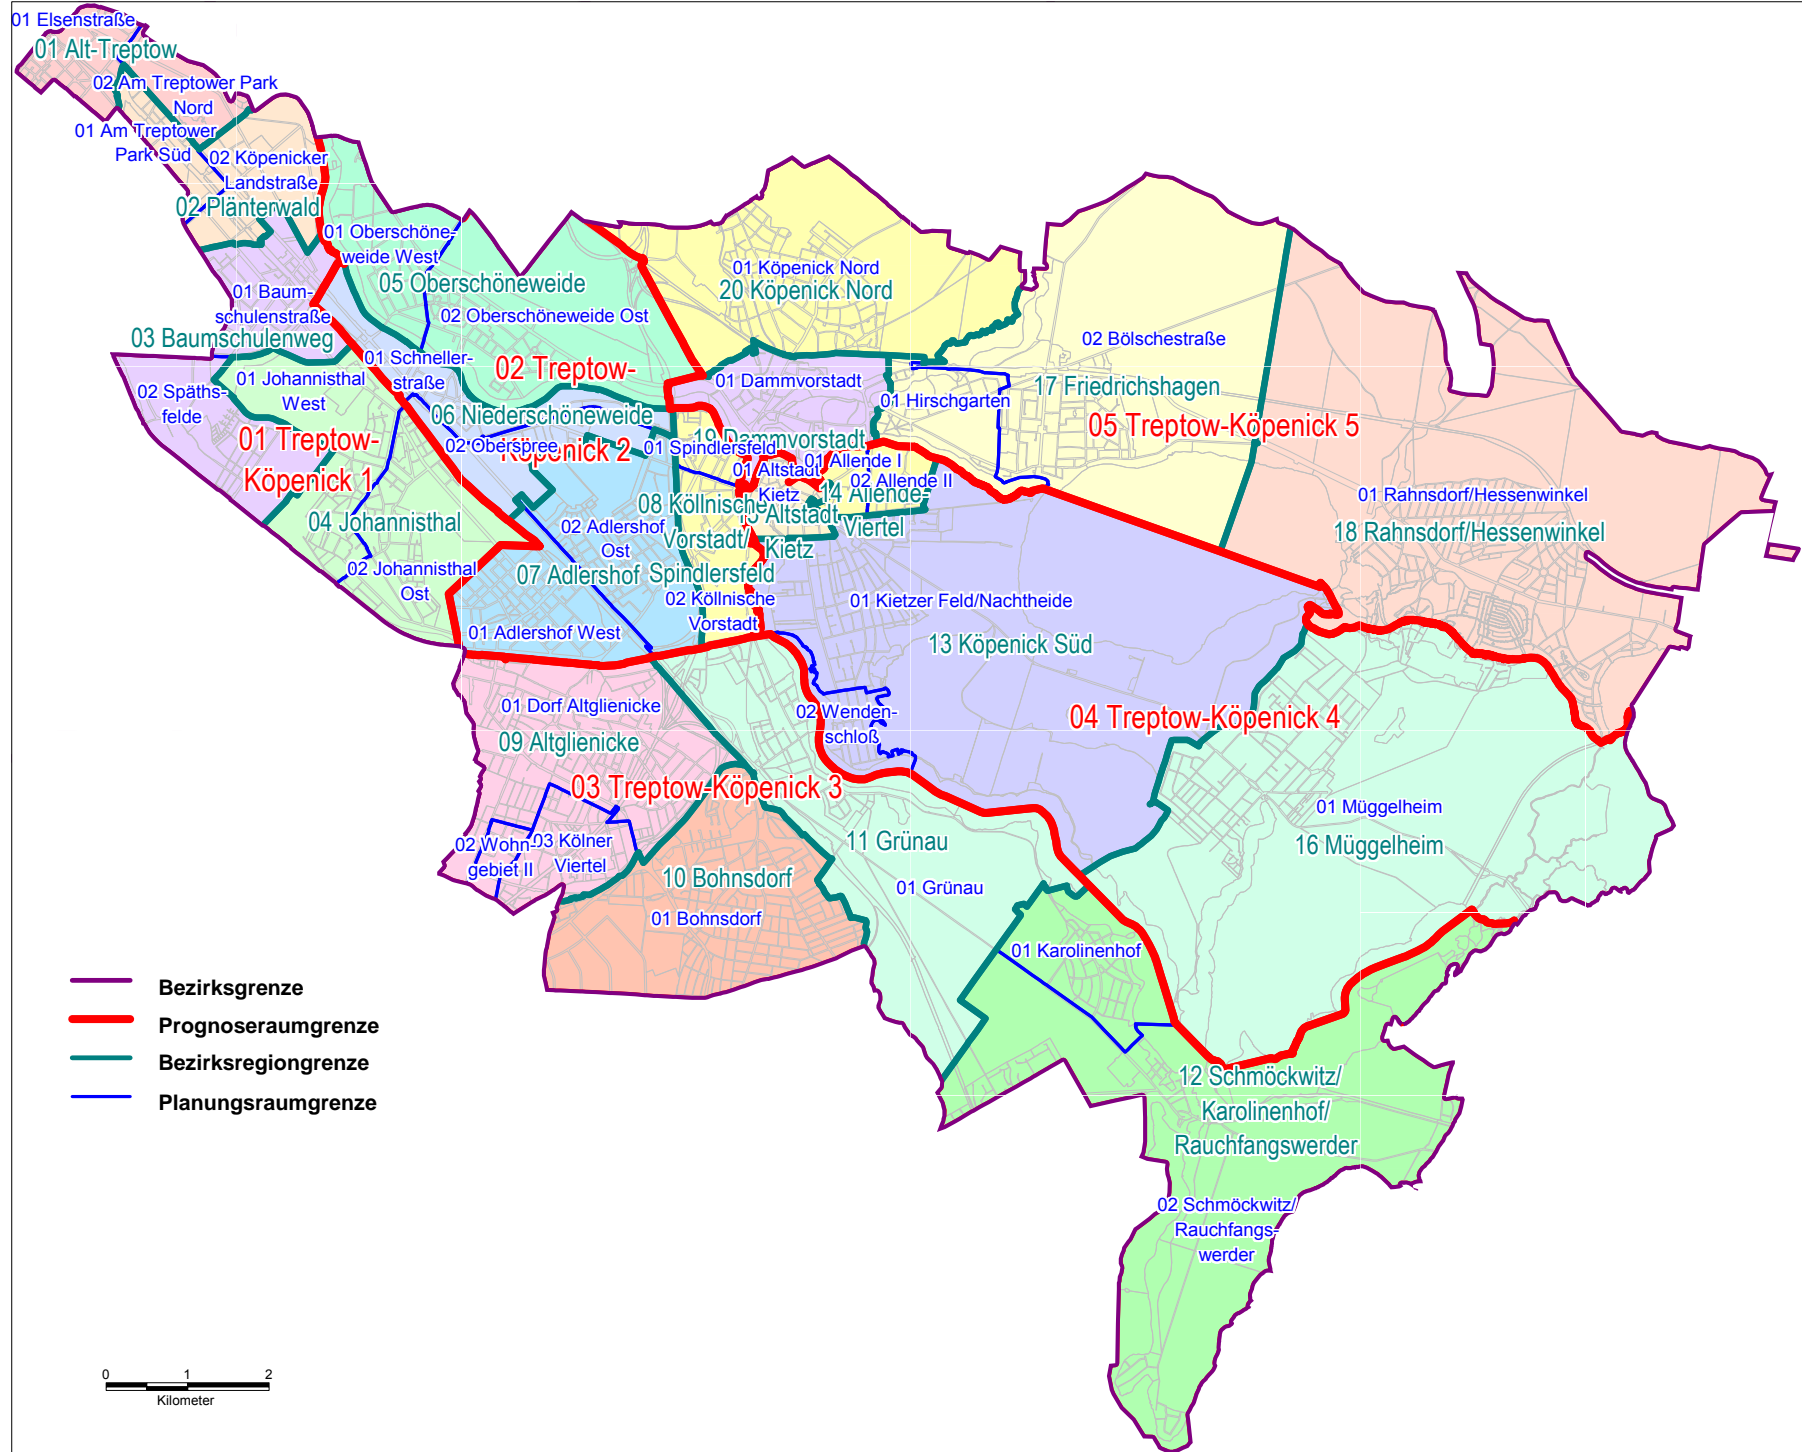 01 Elsenstraße
01 Alt-Treptow
02 Am Treptower Park
Nord
01 Am Treptower
Park Süd
02 Köpenicker
Landstraße
02 Plänterwald
01 Oberschöne-
weide West
05 Oberschöneweide
02 Oberschöneweide Ost
01 Baum-
schulenstraße
03 Baumschulenweg
02 Späths-
felde
01 Johannisthal
West
01 Schneller-
straße
02 Treptow-
Köpenick 2
06 Niederschöneweide
02 Oberspree
01 Treptow-
Köpenick 1
04 Johannisthal
02 Johannisthal
Ost
02 Adlershof
Ost
07 Adlershof
01 Adlershof West
01 Köpenick Nord
20 Köpenick Nord
01 Dammvorstadt
19 Dammvorstadt
01 Spindlersfeld
01 Altstadt
Kietz
01 Allende I
02 Allende II
14 Allende-
Viertel
08 Köllnische
Vorstadt/
Spindlersfeld
15 Altstadt
Kietz
02 Köllnische
Vorstadt
01 Hirschgarten
02 Bölschestraße
17 Friedrichshagen
05 Treptow-Köpenick 5
01 Rahnsdorf/Hessenwinkel
18 Rahnsdorf/Hessenwinkel
01 Kietzer Feld/Nachtheide
13 Köpenick Süd
02 Wenden-
schloß
04 Treptow-Köpenick 4
01 Müggelheim
16 Müggelheim
01 Dorf Altglienicke
09 Altglienicke
03 Treptow-Köpenick 3
02 Wohn-
gebiet II
03 Kölner
Viertel
10 Bohnsdorf
01 Bohnsdorf
11 Grünau
01 Grünau
01 Karolinenhof
12 Schmöckwitz/
Karolinenhof/
Rauchfangswerder
02 Schmöckwitz/
Rauchfangs-
werder
Bezirksgrenze
Prognoseraumgrenze
Bezirksregiongrenze
Planungsraumgrenze
0 1 2
Kilometer